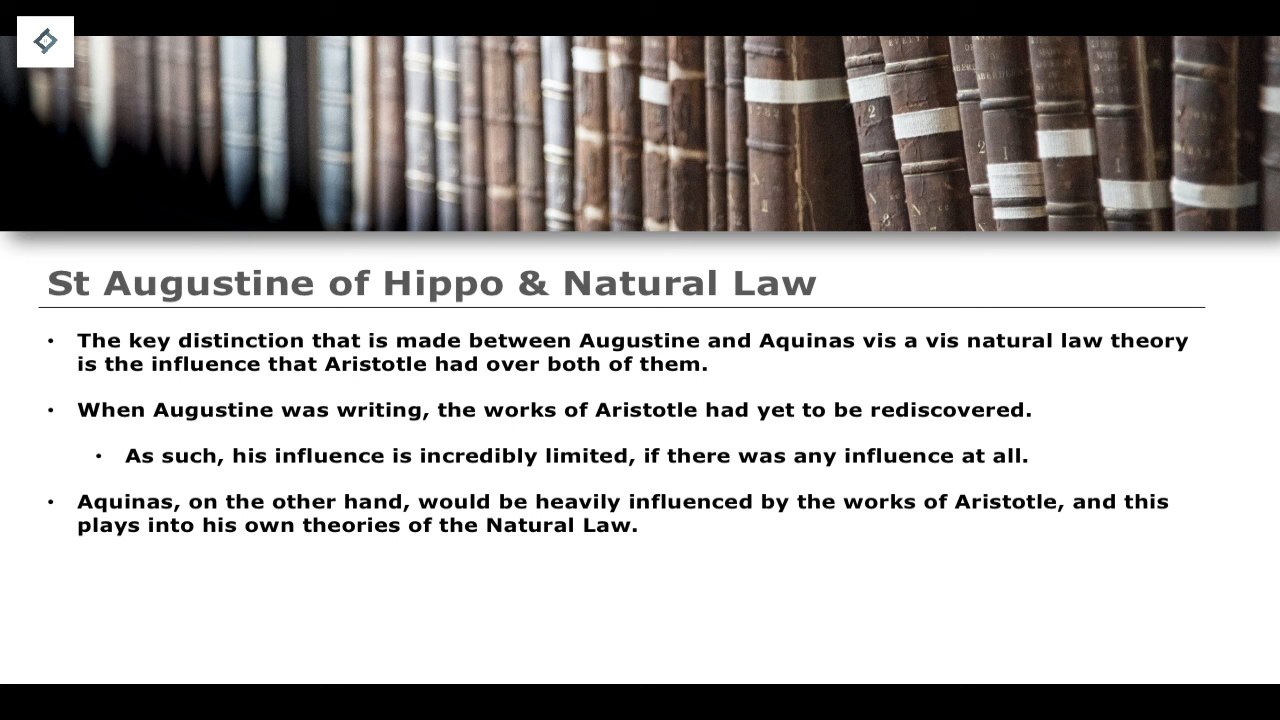 St Augustine of Hippo & Natural Law
• The key distinction that is made between Augustine and Aquinas vis a vis natural law theory
is the influence that Aristotle had over both of them.
• When Augustine was writing, the works of Aristotle had yet to be rediscovered.
• As such, his influence is incredibly limited, if there was any influence at all.
• Aquinas, on the other hand, would be heavily influenced by the works of Aristotle, and this
plays into his own theories of the Natural Law.